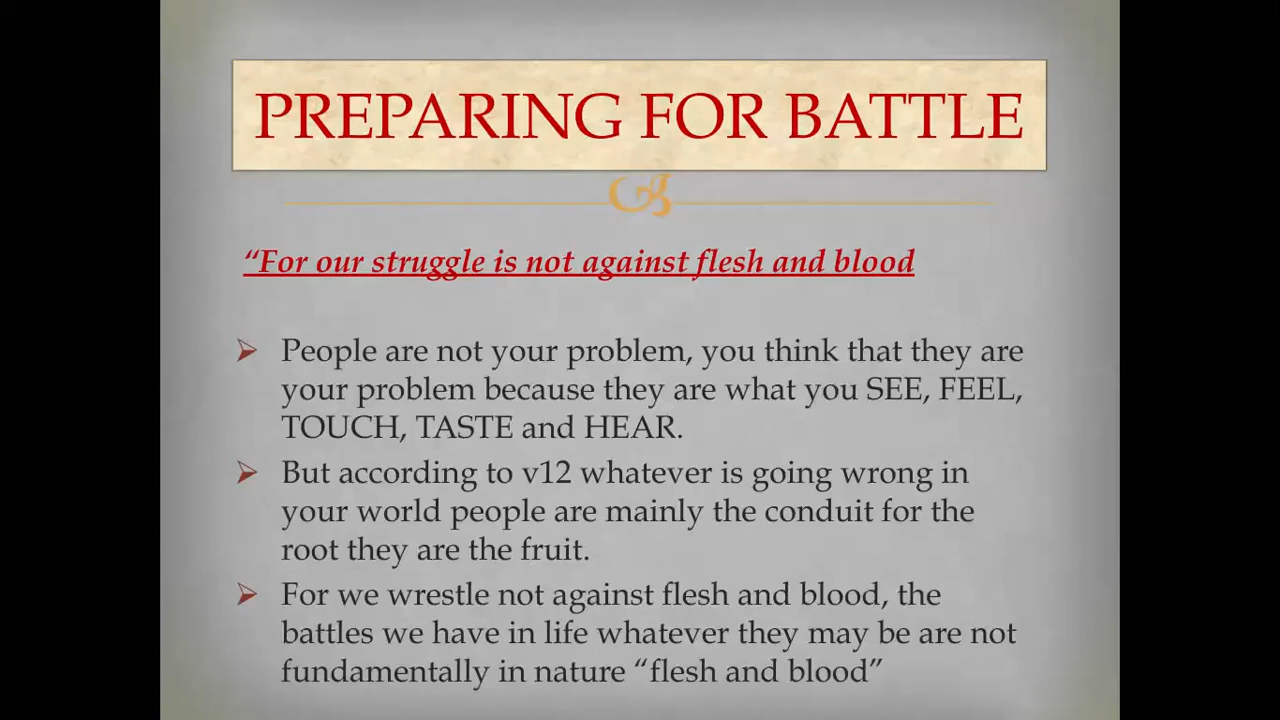 PREPARING FOR BATTLE
“For our struggle is not against flesh and blood
People are not your problem, you think that they are
your problem because they are what you SEE, FEEL,
TOUCH, TASTE and HEAR.
But according to v12 whatever is going wrong in
your world people are mainly the conduit for the
root they are the fruit.
For we wrestle not against flesh and blood, the
battles we have in life whatever they may be are not
fundamentally in nature “flesh and blood”